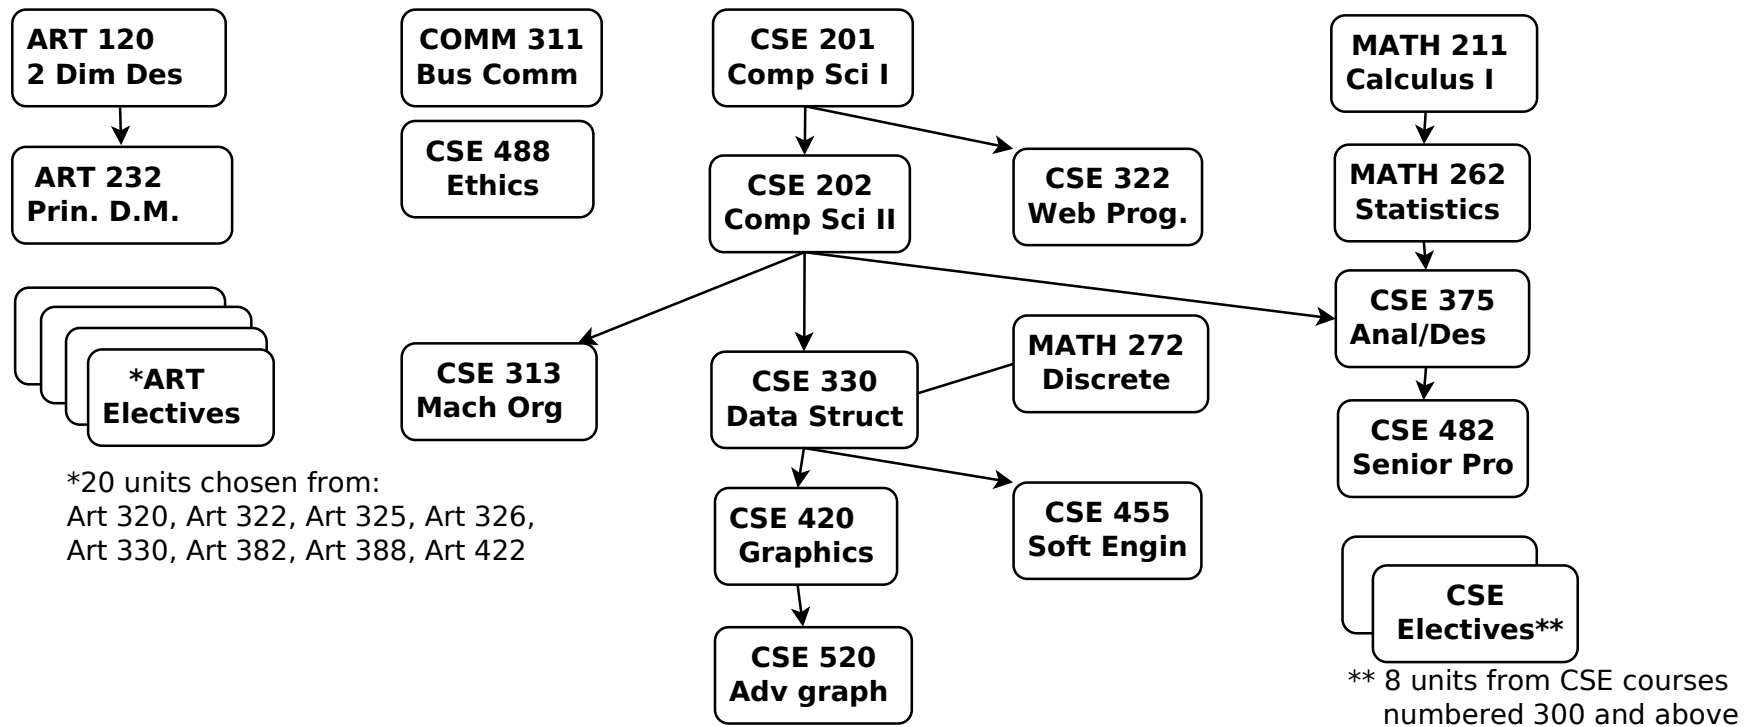 ART 120
2 Dim Des
COMM 311
Bus Comm
CSE 201
Comp Sci I
MATH 211
Calculus I
ART 232
Prin. D.M.
CSE 488
Ethics
CSE 202
Comp Sci II
CSE 322
Web Prog.
MATH 262
Statistics
*ART
Electives
CSE 313
Mach Org
CSE 330
Data Struct
MATH 272
Discrete
CSE 375
Anal/Des
CSE 482
Senior Pro
*20 units chosen from:
Art 320, Art 322, Art 325, Art 326,
Art 330, Art 382, Art 388, Art 422
CSE 420
Graphics
CSE 455
Soft Engin
CSE
Electives**
CSE 520
Adv graph
** 8 units from CSE courses
numbered 300 and above